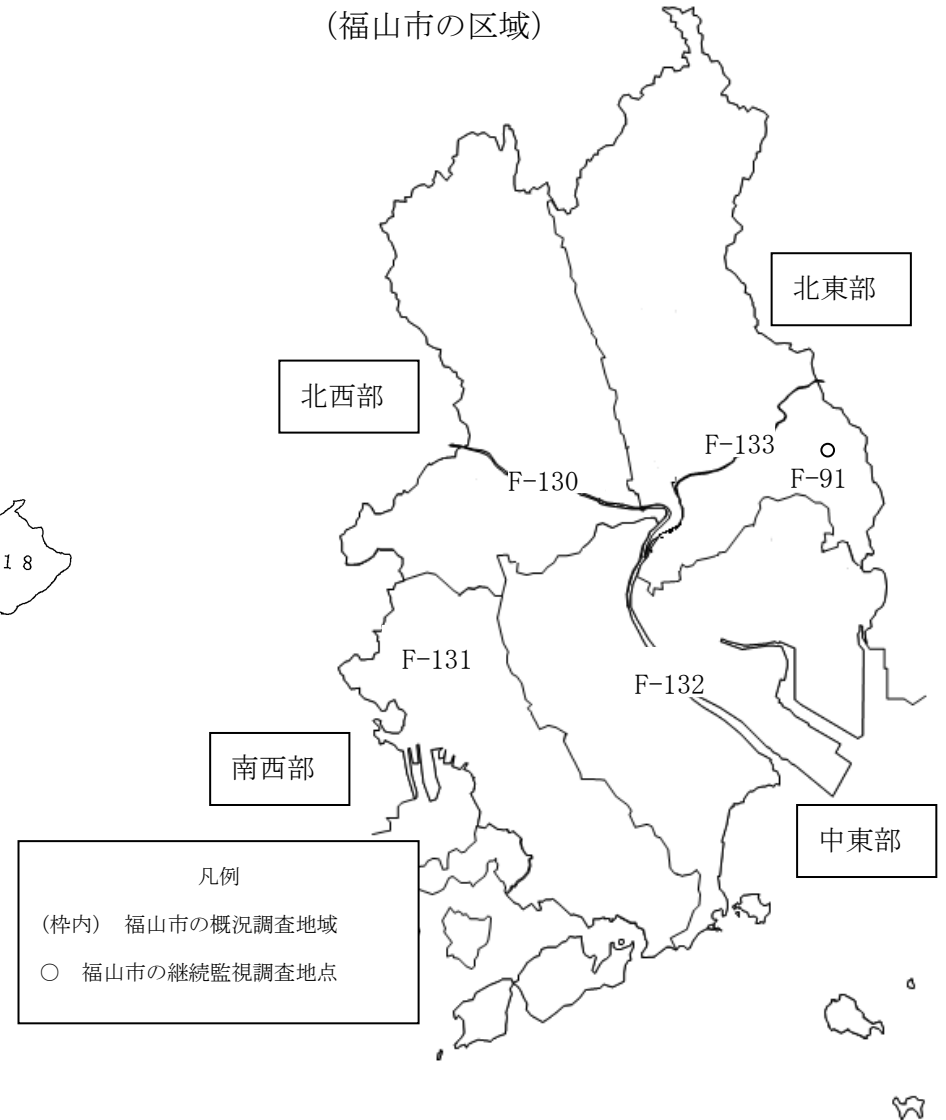 (福山市の区域)
北東部
北西部
F-133
F-130
F-91
18
F-131
F-132
南西部
中東部
凡例
(枠内) 福山市の概況調査地域
○ 福山市の継続監視調査地点